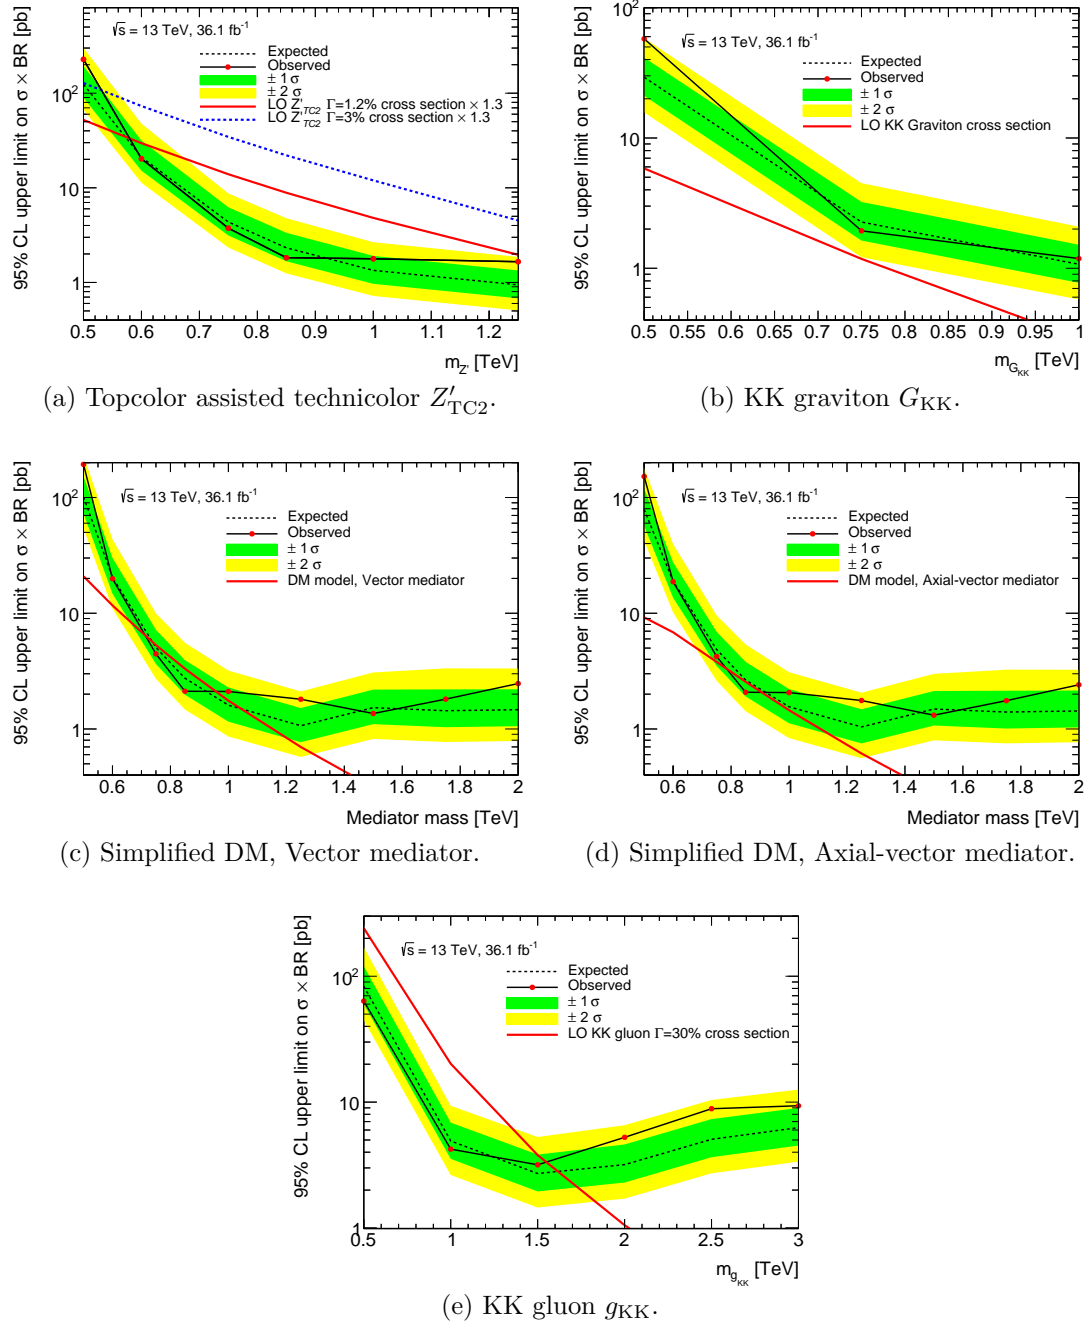 95% CL upper limit on σ × BR [pb]
√s = 13 TeV, 36.1 fb⁻¹
Expected
Observed
± 1 σ
± 2 σ
LO Z'TC2 Γ=1.2% cross section × 1.3
LO Z'TC2 Γ=3% cross section × 1.3
10²
10
1
0.5 0.6 0.7 0.8 0.9 1 1.1 1.2
mZ' [TeV]
(a) Topcolor assisted technicolor Z′TC2.
95% CL upper limit on σ × BR [pb]
√s = 13 TeV, 36.1 fb⁻¹
Expected
Observed
± 1 σ
± 2 σ
LO KK Graviton cross section
10²
10
1
0.5 0.55 0.6 0.65 0.7 0.75 0.8 0.85 0.9 0.95 1
mGKK [TeV]
(b) KK graviton GKK.
95% CL upper limit on σ × BR [pb]
√s = 13 TeV, 36.1 fb⁻¹
Expected
Observed
± 1 σ
± 2 σ
DM model, Vector mediator
10²
10
1
0.6 0.8 1 1.2 1.4 1.6 1.8 2
Mediator mass [TeV]
(c) Simplified DM, Vector mediator.
95% CL upper limit on σ × BR [pb]
√s = 13 TeV, 36.1 fb⁻¹
Expected
Observed
± 1 σ
± 2 σ
DM model, Axial-vector mediator
10²
10
1
0.6 0.8 1 1.2 1.4 1.6 1.8 2
Mediator mass [TeV]
(d) Simplified DM, Axial-vector mediator.
95% CL upper limit on σ × BR [pb]
√s = 13 TeV, 36.1 fb⁻¹
Expected
Observed
± 1 σ
± 2 σ
LO KK gluon Γ=30% cross section
10²
10
1
0.5 1 1.5 2 2.5 3
mgKK [TeV]
(e) KK gluon gKK.